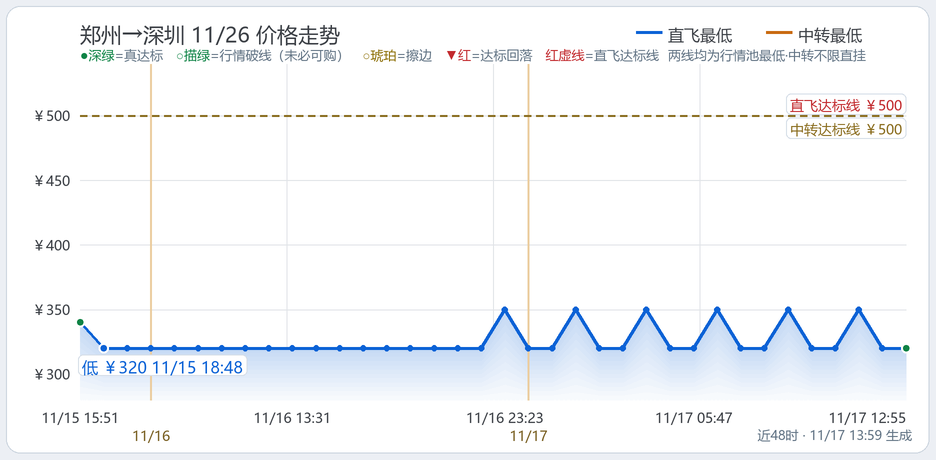 郑州→深圳 11/26 价格走势
直飞最低 中转最低
●深绿=真达标 ○描绿=行情破线（未必可购） ○琥珀=擦边 ▼红=达标回落 红虚线=直飞达标线 两线均为行情池最低·中转不限直挂
直飞达标线 ￥500
中转达标线 ￥500
￥500
￥450
￥400
￥350
￥300
低 ￥320 11/15 18:48
11/15 15:51 11/16 13:31 11/16 23:23 11/17 05:47 11/17 12:55
11/16 11/17
近48时 · 11/17 13:59 生成